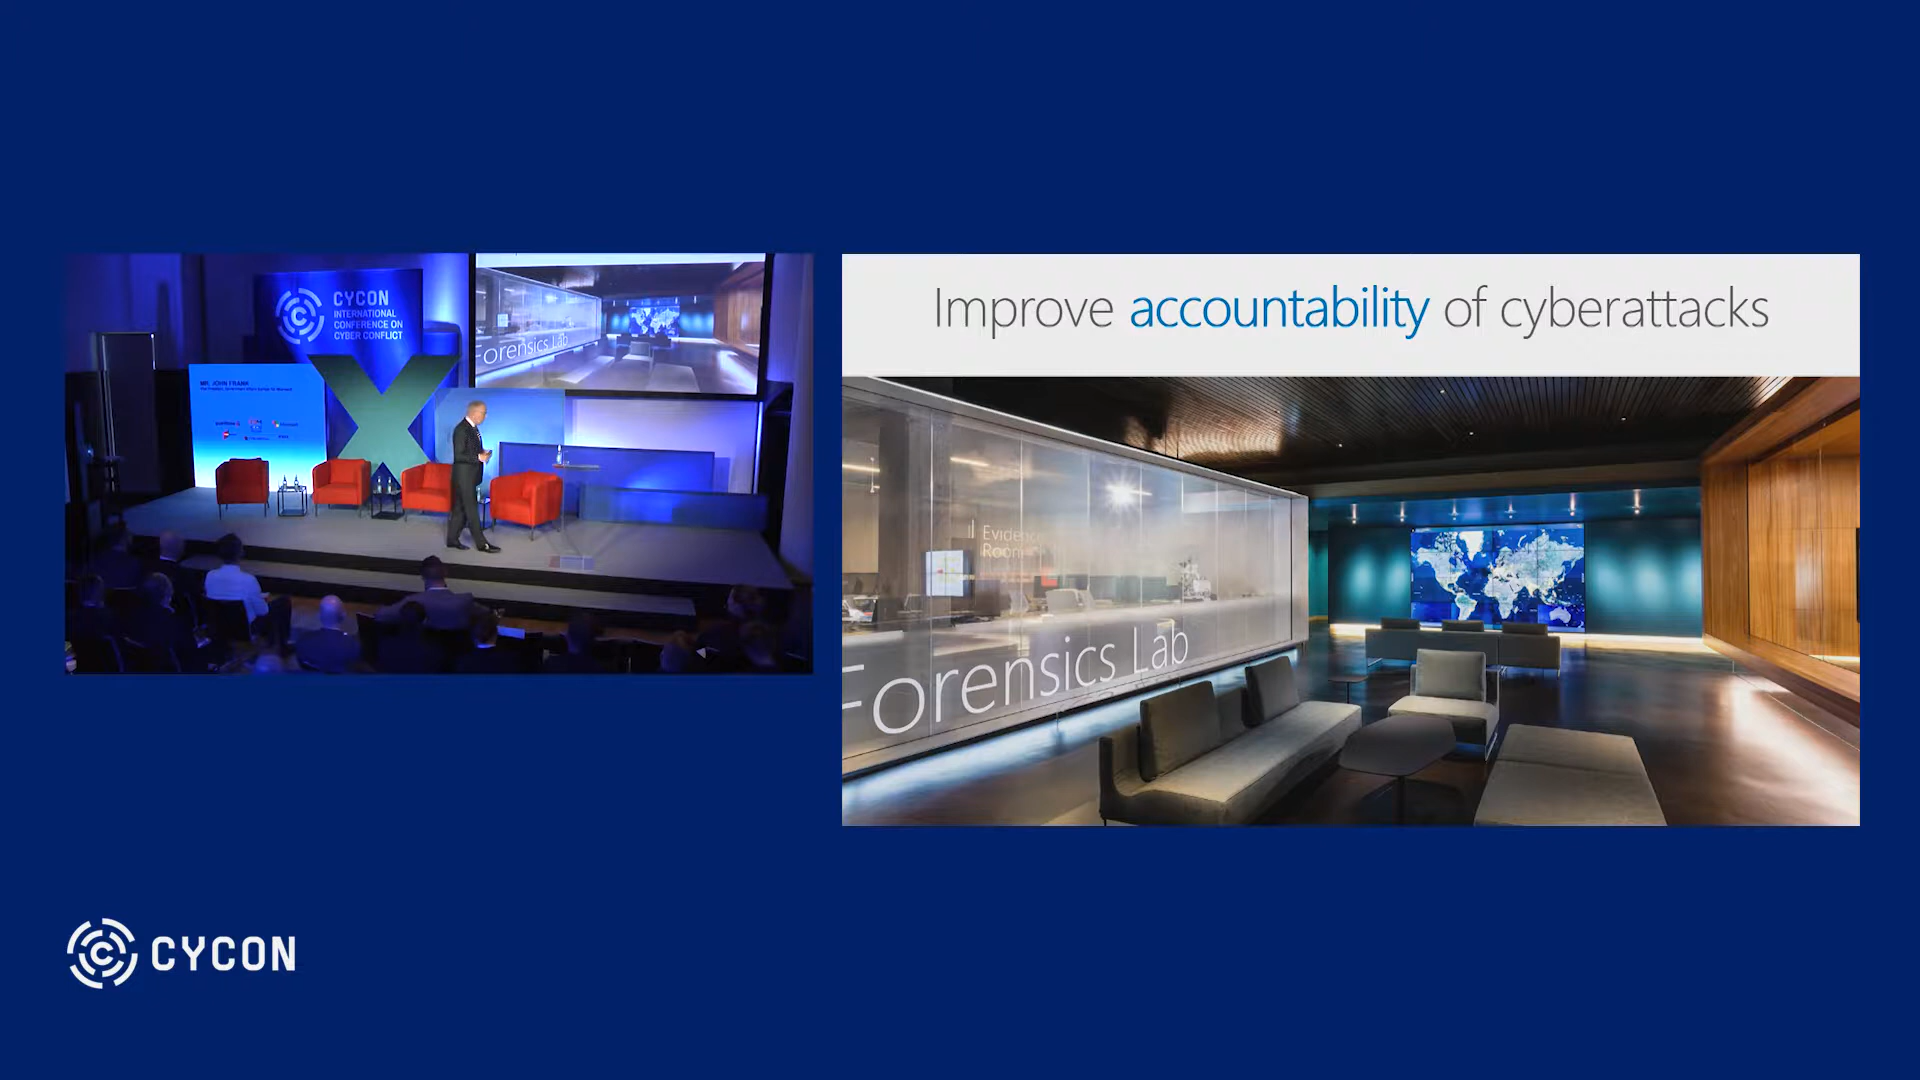 CYCON
INTERNATIONAL
CONFERENCE ON
CYBER CONFLICT
MR. JOHN FRANK
Forensics Lab
Improve accountability of cyberattacks
Evidence
Room
Forensics Lab
CYCON